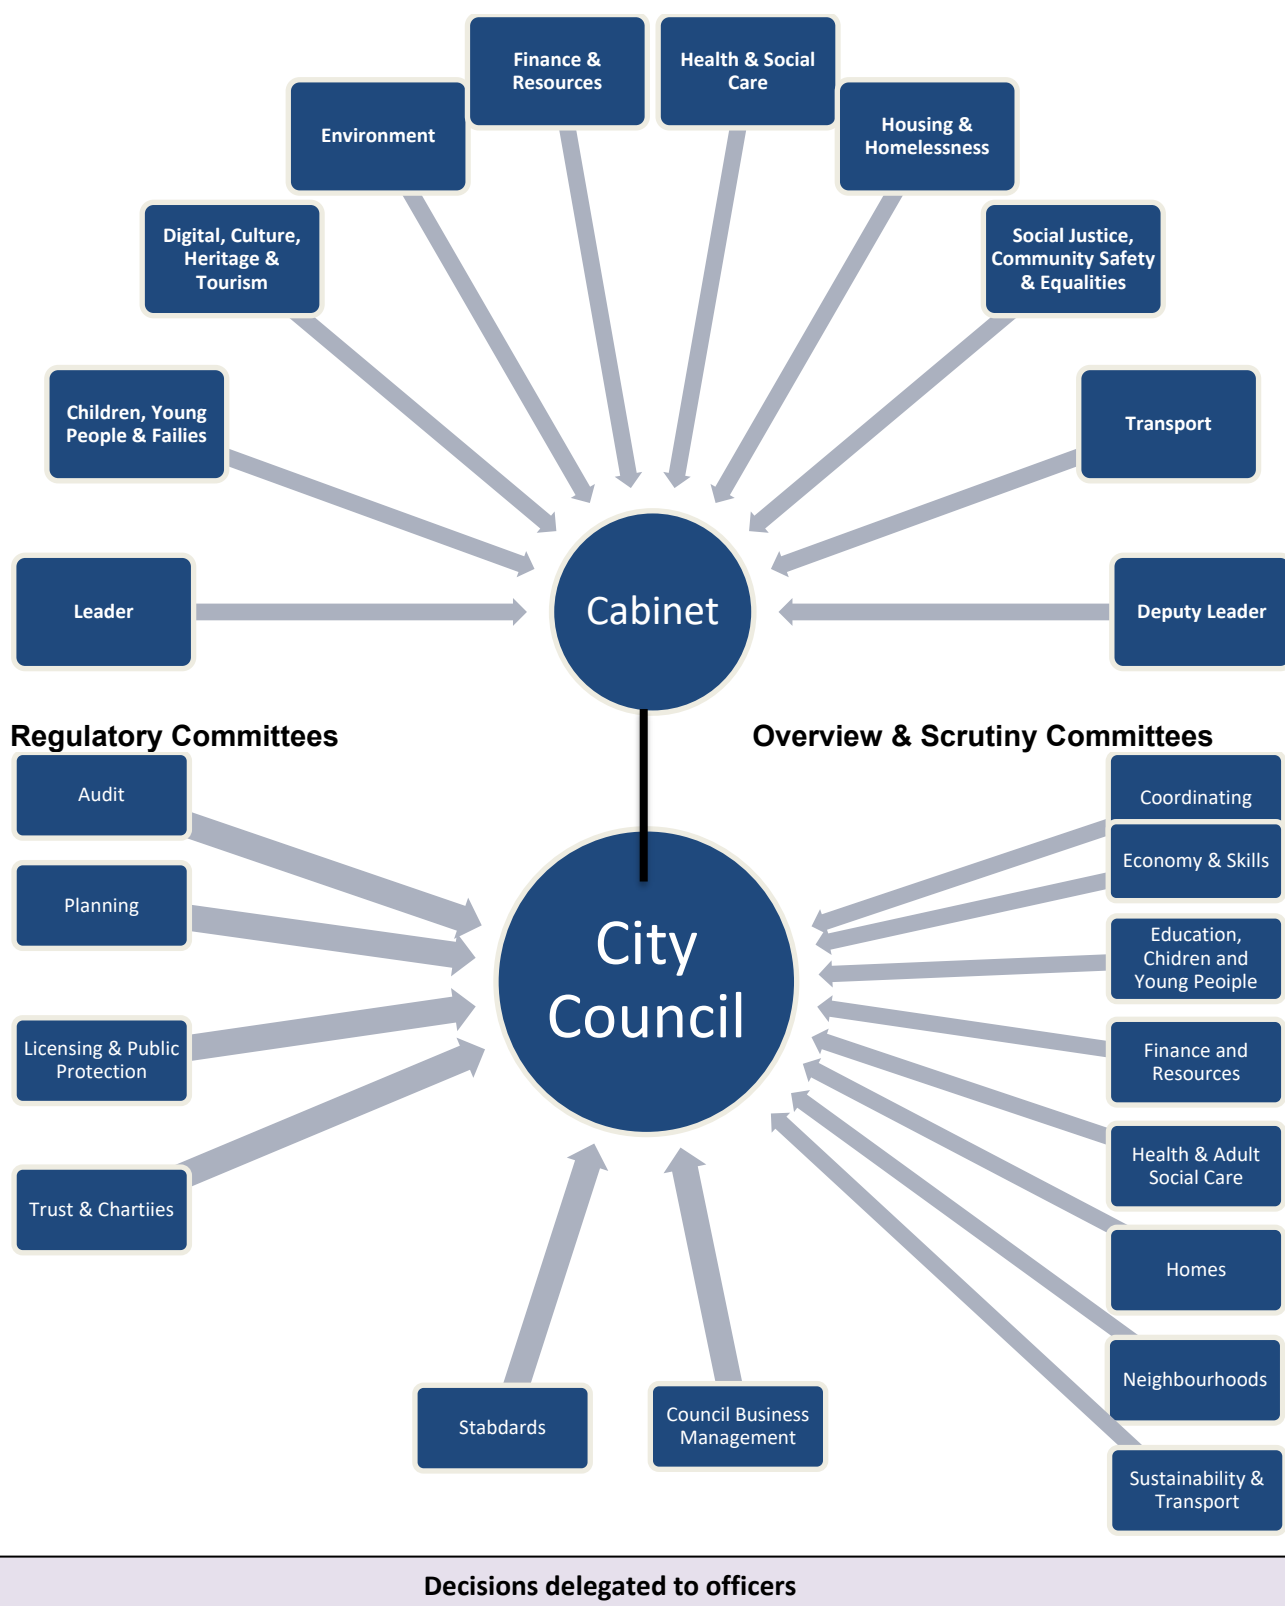 Finance &
Resources
Health & Social
Care
Environment
Housing &
Homelessness
Digital, Culture,
Heritage &
Tourism
Social Justice,
Community Safety
& Equalities
Children, Young
People & Failies
Transport
Leader
Cabinet
Deputy Leader
Regulatory Committees
Overview & Scrutiny Committees
Audit
Planning
Licensing & Public
Protection
Trust & Chartiies
City
Council
Coordinating
Economy & Skills
Education,
Chidren and
Young Peoiple
Finance and
Resources
Health & Adult
Social Care
Homes
Neighbourhoods
Sustainability &
Transport
Stabdards
Council Business
Management
Decisions delegated to officers